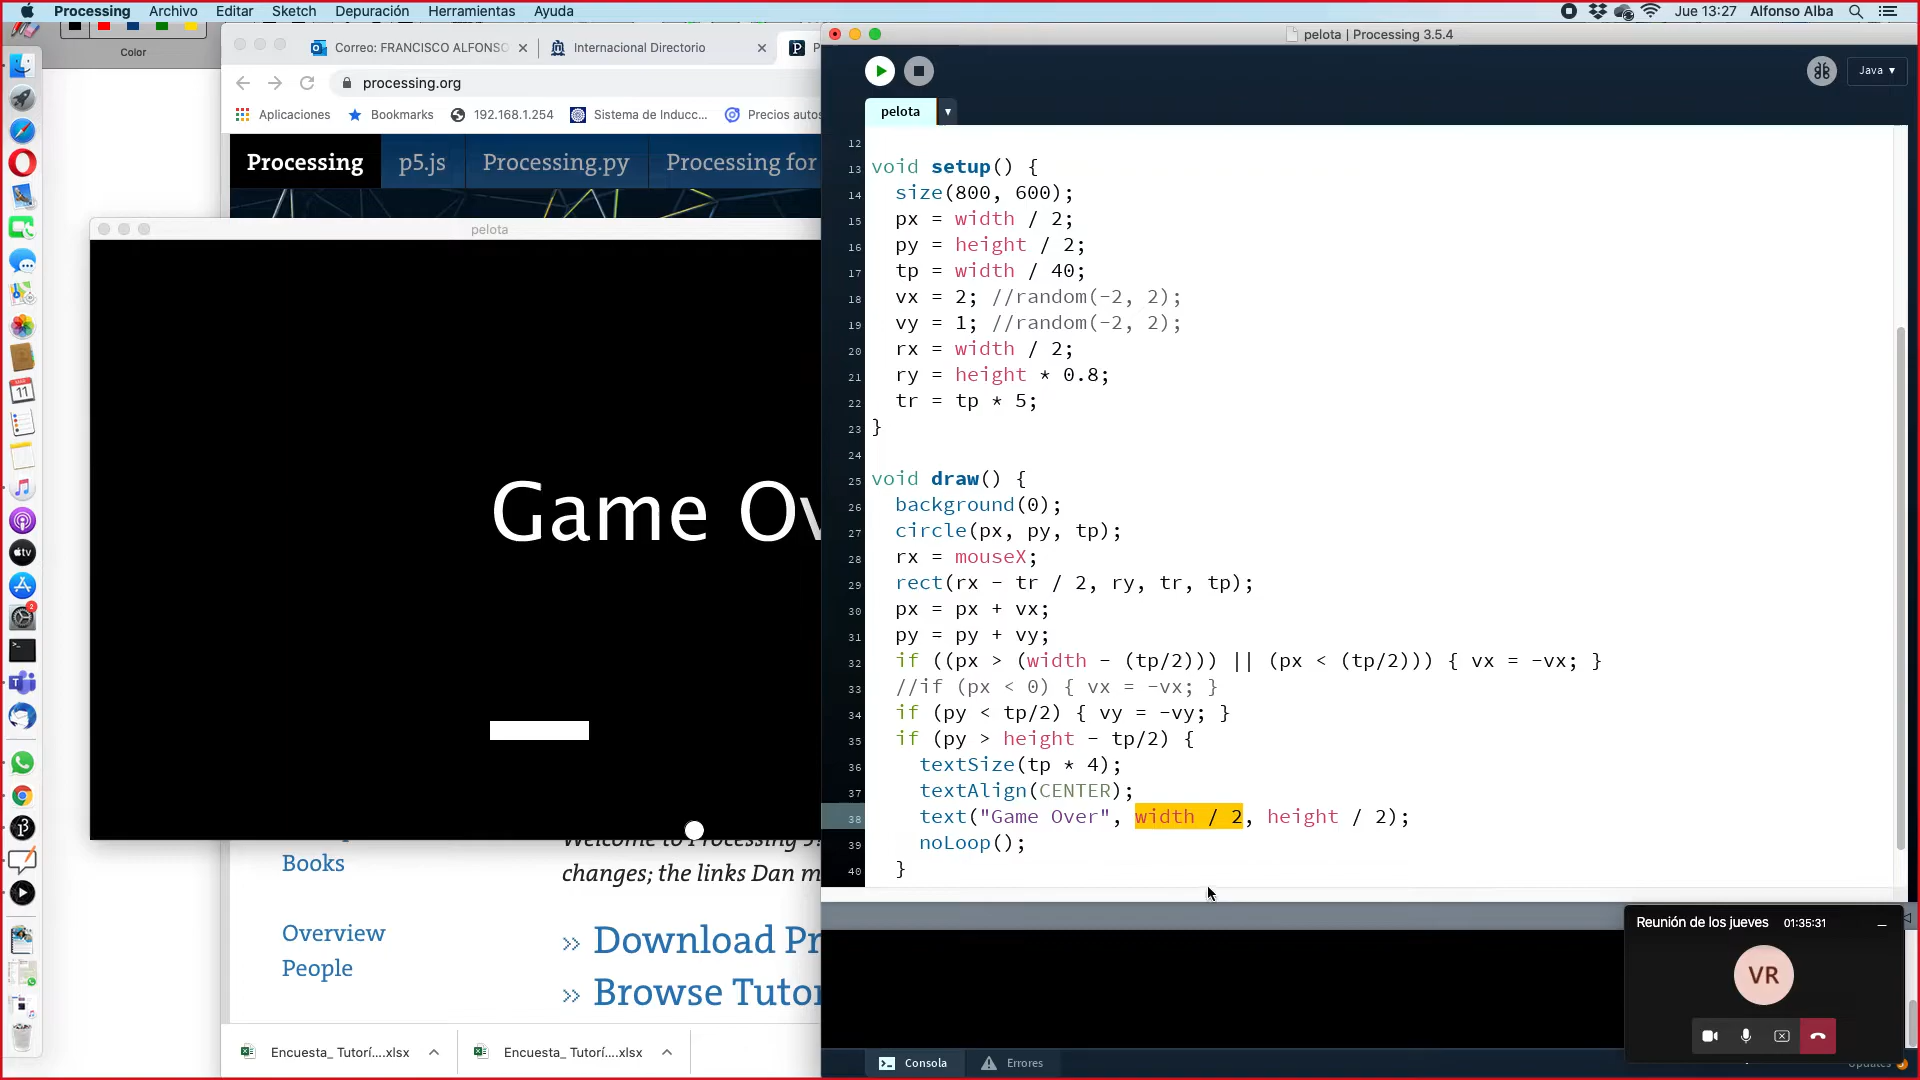 Processing Archivo Editar Sketch Depuración Herramientas Ayuda
Jue 13:27 Alfonso Alba
Color
Correo: FRANCISCO ALFONSO
Internacional Directorio
processing.org
Aplicaciones Bookmarks 192.168.1.254 Sistema de Inducc... Precios autos
Processing p5.js Processing.py Processing for
pelota
Game Ov
Books
changes; the links Dan m
Overview
People
>> Download Pr
>> Browse Tutor
Encuesta_ Tutorí....xlsx
Encuesta_ Tutorí....xlsx
pelota | Processing 3.5.4
Java ▾
pelota
12
13 void setup() {
14 size(800, 600);
15 px = width / 2;
16 py = height / 2;
17 tp = width / 40;
18 vx = 2; //random(-2, 2);
19 vy = 1; //random(-2, 2);
20 rx = width / 2;
21 ry = height * 0.8;
22 tr = tp * 5;
23 }
24
25 void draw() {
26 background(0);
27 circle(px, py, tp);
28 rx = mouseX;
29 rect(rx - tr / 2, ry, tr, tp);
30 px = px + vx;
31 py = py + vy;
32 if ((px > (width - (tp/2))) || (px < (tp/2))) { vx = -vx; }
33 //if (px < 0) { vx = -vx; }
34 if (py < tp/2) { vy = -vy; }
35 if (py > height - tp/2) {
36 textSize(tp * 4);
37 textAlign(CENTER);
38 text("Game Over", width / 2, height / 2);
39 noLoop();
40 }
Reunión de los jueves 01:35:31
VR
Consola Errores
11
tv
2